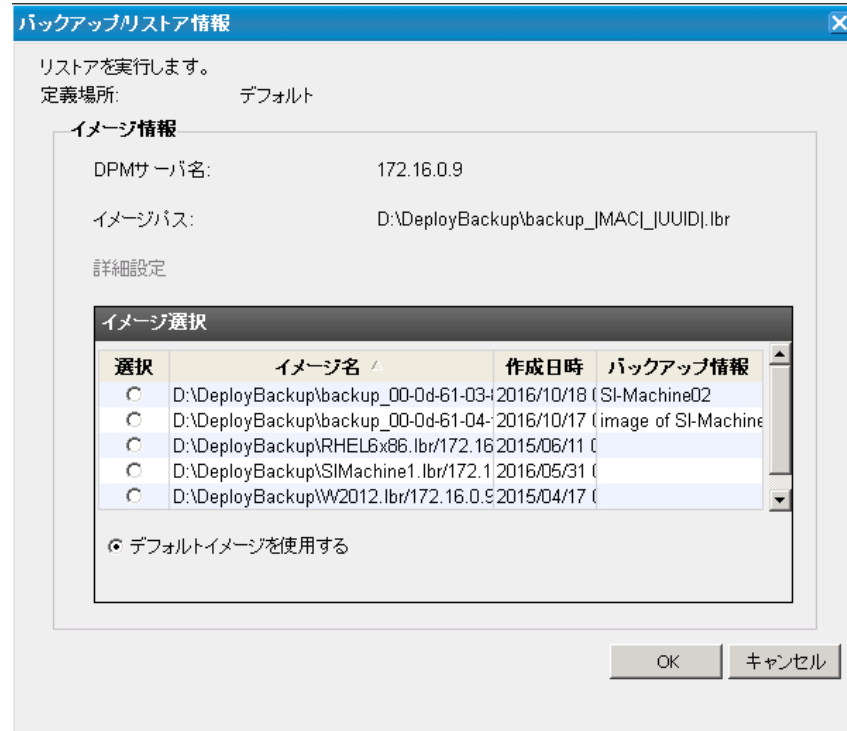 バックアップ/リストア情報
リストアを実行します。
定義場所: デフォルト
イメージ情報
DPMサーバ名: 172.16.0.9
イメージパス: D:\DeployBackup\backup_|MAC|_|UUID|.lbr
詳細設定
イメージ選択
選択 イメージ名 作成日時 バックアップ情報
D:\DeployBackup\backup_00-0d-61-03- 2016/10/18 SI-Machine02
D:\DeployBackup\backup_00-0d-61-04- 2016/10/17 image of SI-Machine
D:\DeployBackup\RHEL6x86.lbr/172.16 2015/06/11
D:\DeployBackup\SIMachine1.lbr/172.1 2016/05/31
D:\DeployBackup\W2012.lbr/172.16.0.9 2015/04/17
デフォルトイメージを使用する
OK キャンセル